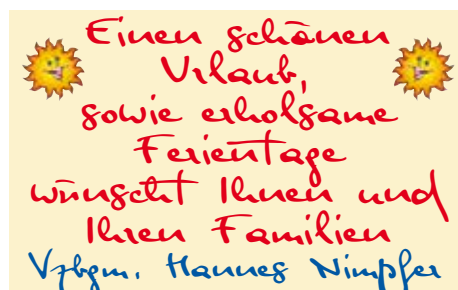 Einen schönen
Urlaub,
sowie erholsame
Ferientage
wünscht Ihnen und
Ihren Familien
Vzbgm. Hannes Nimpfer